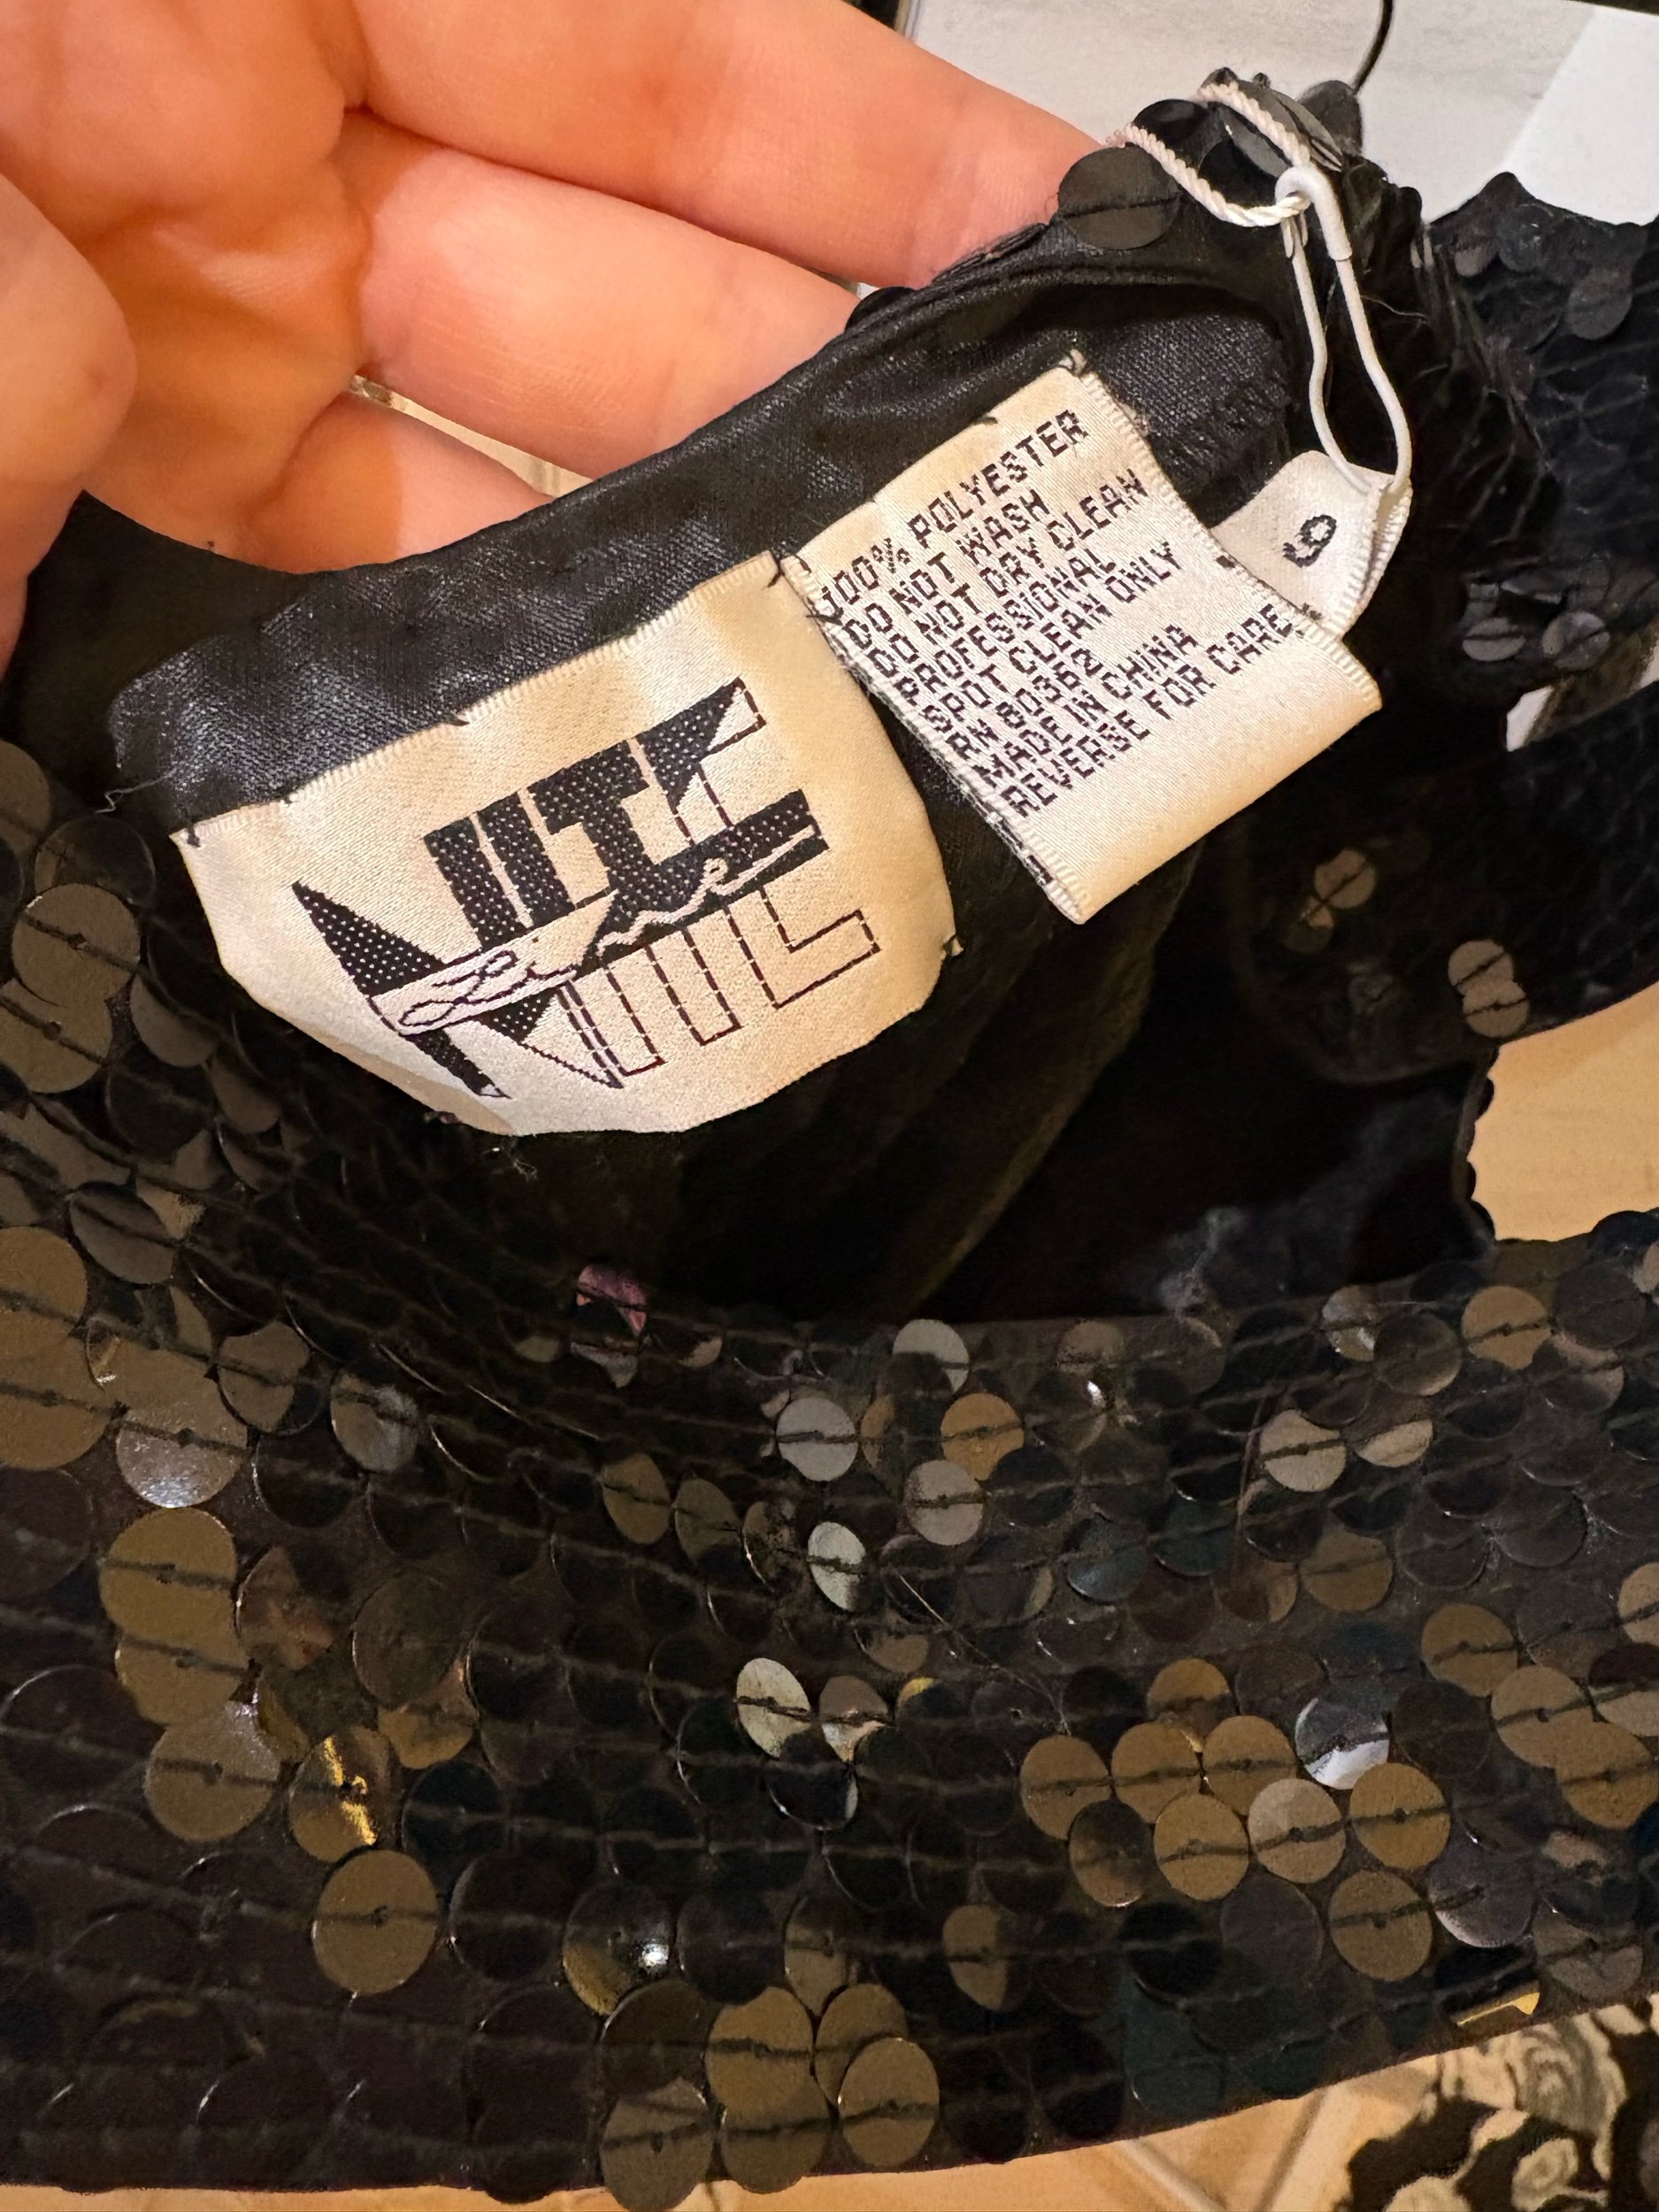 NITE
Line
100% POLYESTER
DO NOT WASH
DO NOT DRY CLEAN
PROFESSIONAL
SPOT CLEAN ONLY
RN 80362
MADE IN CHINA
REVERSE FOR CARE
6